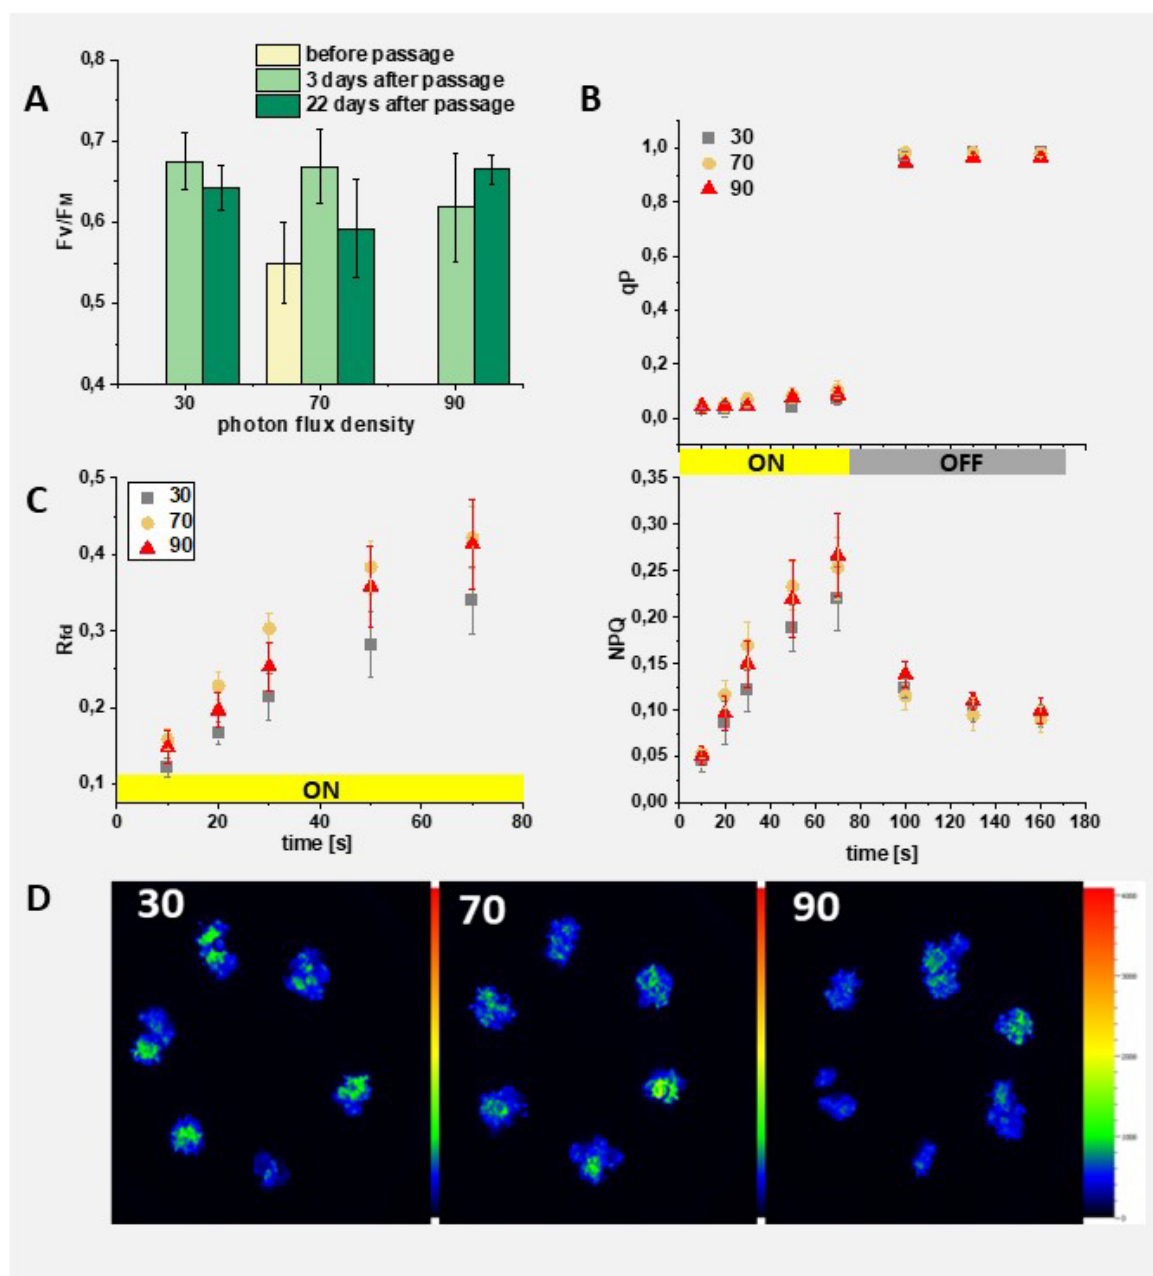 A
0,8
0,7
0,6
0,5
0,4
Fv/FM
before passage
3 days after passage
22 days after passage
30 70 90
photon flux density
B
1,0
0,8
0,6
0,4
0,2
0,0
qP
30
70
90
ON OFF
C
0,5
0,4
0,3
0,2
0,1
Rfd
30
70
90
ON
0 20 40 60 80
time [s]
0,35
0,30
0,25
0,20
0,15
0,10
0,05
0,00
NPQ
0 20 40 60 80 100 120 140 160 180
time [s]
D
30
70
90
4000
3000
2000
1000
0